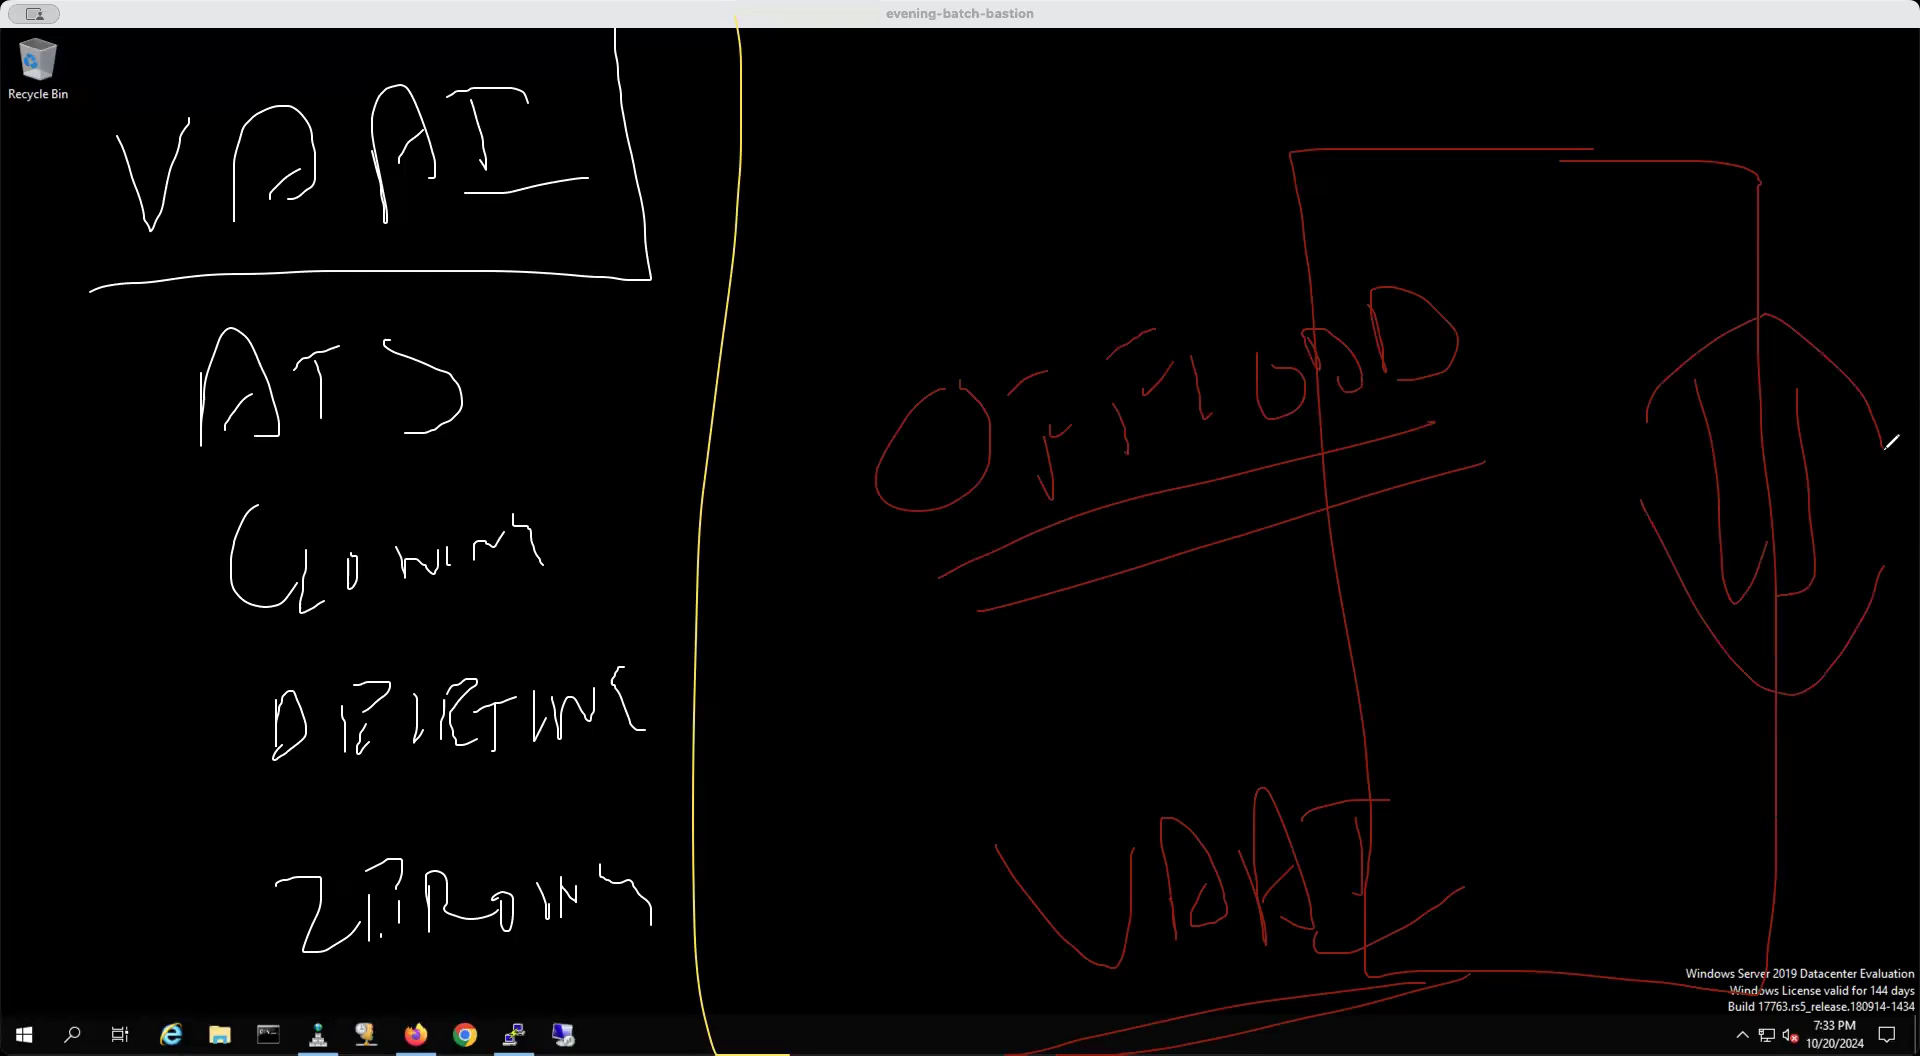 evening-batch-bastion
Recycle Bin
VAAI
ATS
CLONING
DELETING
ZEROING
OFFLOAD
VAAI
Windows Server 2019 Datacenter Evaluation
Windows License valid for 144 days
Build 17763.rs5_release.180914-1434
7:33 PM
10/20/2024